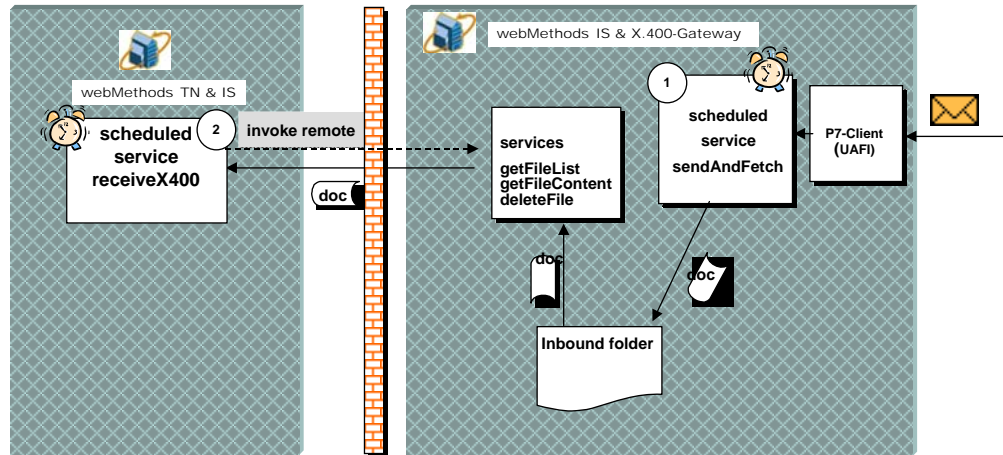 webMethods TN & IS
scheduled
service
receiveX400
2
invoke remote
doc
webMethods IS & X.400-Gateway
services
getFileList
getFileContent
deleteFile
1
scheduled
service
sendAndFetch
P7-Client
(UAFI)
doc
doc
Inbound folder